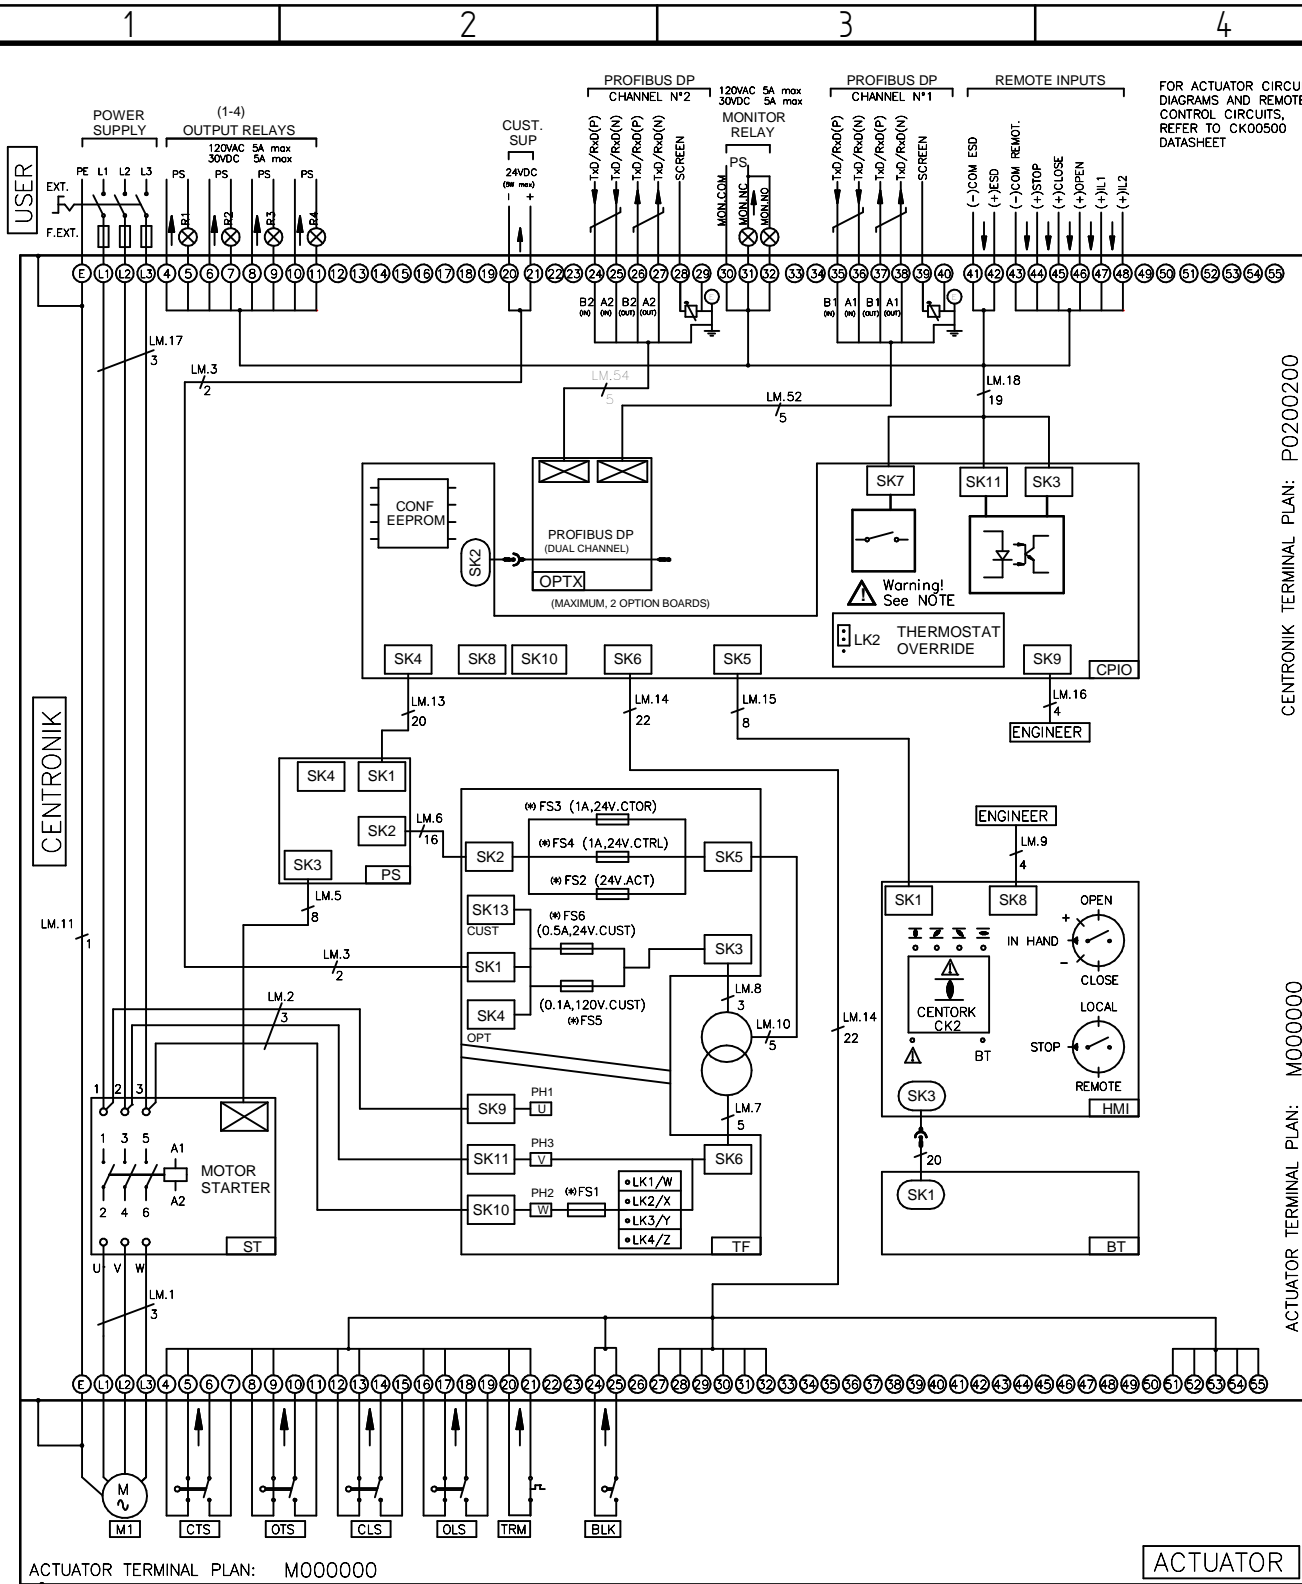 1 2 3 4
POWER
SUPPLY
(1-4)
OUTPUT RELAYS
120VAC 5A max
30VDC 5A max
CUST.
SUP
24VDC
(5W max)
- +
PROFIBUS DP
CHANNEL N°2
120VAC 5A max
30VDC 5A max
MONITOR
RELAY
PS
PROFIBUS DP
CHANNEL N°1
REMOTE INPUTS
FOR ACTUATOR CIRCU
DIAGRAMS AND REMOTE
CONTROL CIRCUITS,
REFER TO CK00500
DATASHEET
USER
PE L1 L2 L3
EXT.
F.EXT.
PS PS PS PS
R1 R2 R3 R4
TxD/RxD(P)
TxD/RxD(N)
TxD/RxD(P)
TxD/RxD(N)
SCREEN
MON.COM
MON.NC
MON.NO
TxD/RxD(P)
TxD/RxD(N)
TxD/RxD(P)
TxD/RxD(N)
SCREEN
(-)COM ESD
(+)ESD
(-)COM REMOT.
(+)STOP
(+)CLOSE
(+)OPEN
(+)IL1
(+)IL2
E L1 L2 L3 4 5 6 7 8 9 10 11 12 13 14 15 16 17 18 19 20 21 22 23 24 25 26 27 28 29 30 31 32 33 34 35 36 37 38 39 40 41 42 43 44 45 46 47 48 49 50 51 52 53 54 55
B2 A2 B2 A2
(IN) (IN) (OUT) (OUT)
E
B1 A1 B1 A1
(IN) (IN) (OUT) (OUT)
E
LM.17
3
LM.3
2
LM.54
5
LM.52
5
LM.18
19
CENTRONIK TERMINAL PLAN: P0200200
CONF
EEPROM
SK2
PROFIBUS DP
(DUAL CHANNEL)
OPTX
(MAXIMUM, 2 OPTION BOARDS)
SK7
SK11
SK3
Warning!
See NOTE
LK2
THERMOSTAT
OVERRIDE
SK4
SK8
SK10
SK6
SK5
SK9
CPIO
LM.13
20
LM.14
22
LM.15
8
LM.16
4
ENGINEER
CENTRONIK
SK4
SK1
SK2
SK3
PS
LM.6
16
LM.5
8
(*) FS3 (1A,24V.CTOR)
(*) FS4 (1A,24V.CTRL)
(*) FS2 (24V.ACT)
SK2
SK5
SK13
CUST
(*) FS6
(0.5A,24V.CUST)
SK3
SK1
(0.1A,120V.CUST)
(*)FS5
SK4
OPT
LM.8
3
LM.10
5
LM.14
22
LM.7
5
LM.11
1
LM.3
2
LM.2
3
ENGINEER
LM.9
4
SK1
SK8
OPEN
+
IN HAND
-
CLOSE
CENTORK
CK2
BT
LOCAL
STOP
REMOTE
SK3
HMI
20
SK1
BT
1 2 3
1 3 5
A1
A2
2 4 6
MOTOR
STARTER
ST
U V W
SK9
PH1
U
SK11
PH3
V
SK10
PH2
W
(*)FS1
LK1/W
LK2/X
LK3/Y
LK4/Z
SK6
TF
LM.1
3
ACTUATOR TERMINAL PLAN: M000000
E L1 L2 L3 4 5 6 7 8 9 10 11 12 13 14 15 16 17 18 19 20 21 22 23 24 25 26 27 28 29 30 31 32 33 34 35 36 37 38 39 40 41 42 43 44 45 46 47 48 49 50 51 52 53 54 55
M
M1
CTS
OTS
CLS
OLS
TRM
BLK
ACTUATOR TERMINAL PLAN: M000000
ACTUATOR